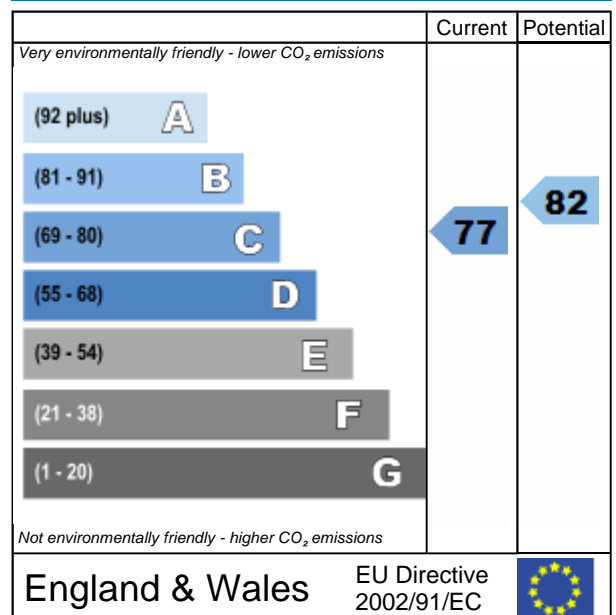 Current Potential
Very environmentally friendly - lower CO₂ emissions
(92 plus) A
(81 - 91) B
(69 - 80) C
(55 - 68) D
(39 - 54) E
(21 - 38) F
(1 - 20) G
77
82
Not environmentally friendly - higher CO₂ emissions
England & Wales
EU Directive
2002/91/EC